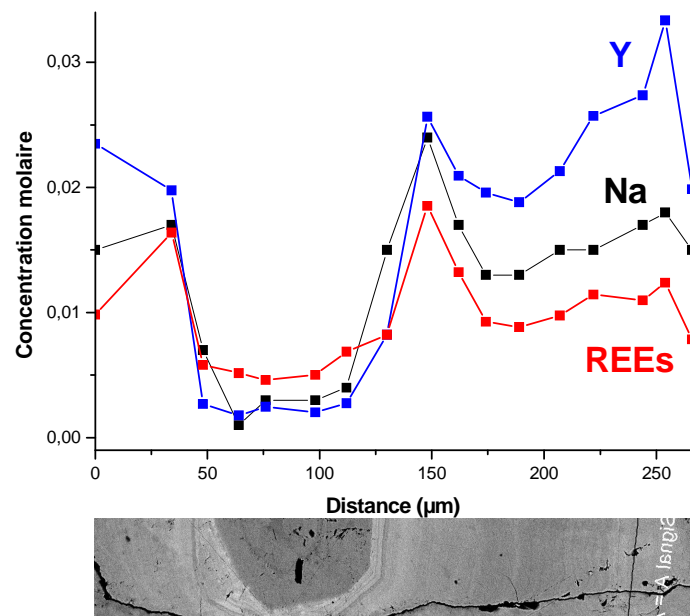 0,03
Y
0,02
Na
Concentration molaire
0,01
REEs
0,00
0
50
100
150
200
250
Distance (µm)
Signal A =